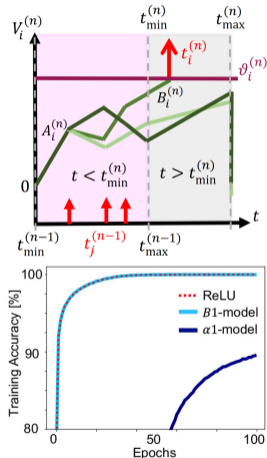 V_i^(n) t_min^(n) t_max^(n)
t_i^(n)
ϑ_i^(n)
A_i^(n) B_i^(n)
t < t_min^(n) t > t_min^(n)
0
t
t_min^(n-1) t_j^(n-1) t_max^(n-1)
100
90
80
Training Accuracy [%]
ReLU
B1-model
α1-model
0 50 100
Epochs